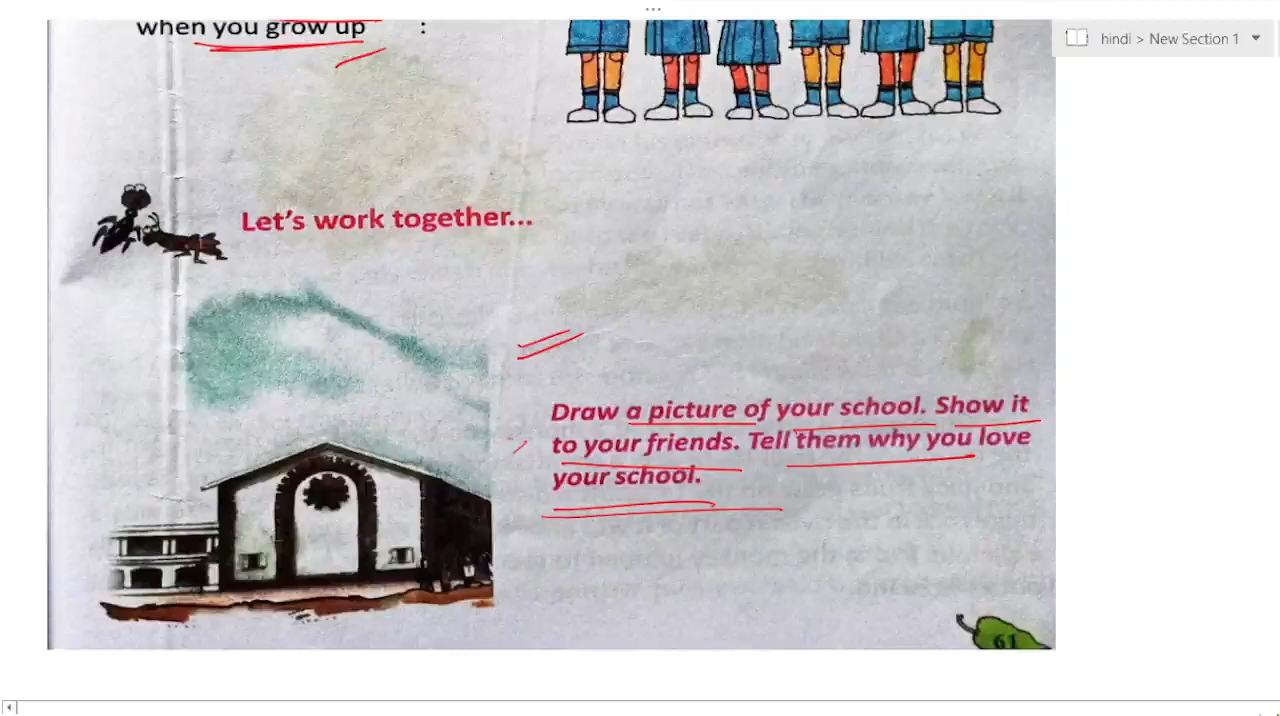 when you grow up :
hindi > New Section 1
Let's work together...
Draw a picture of your school. Show it
to your friends. Tell them why you love
your school.
61